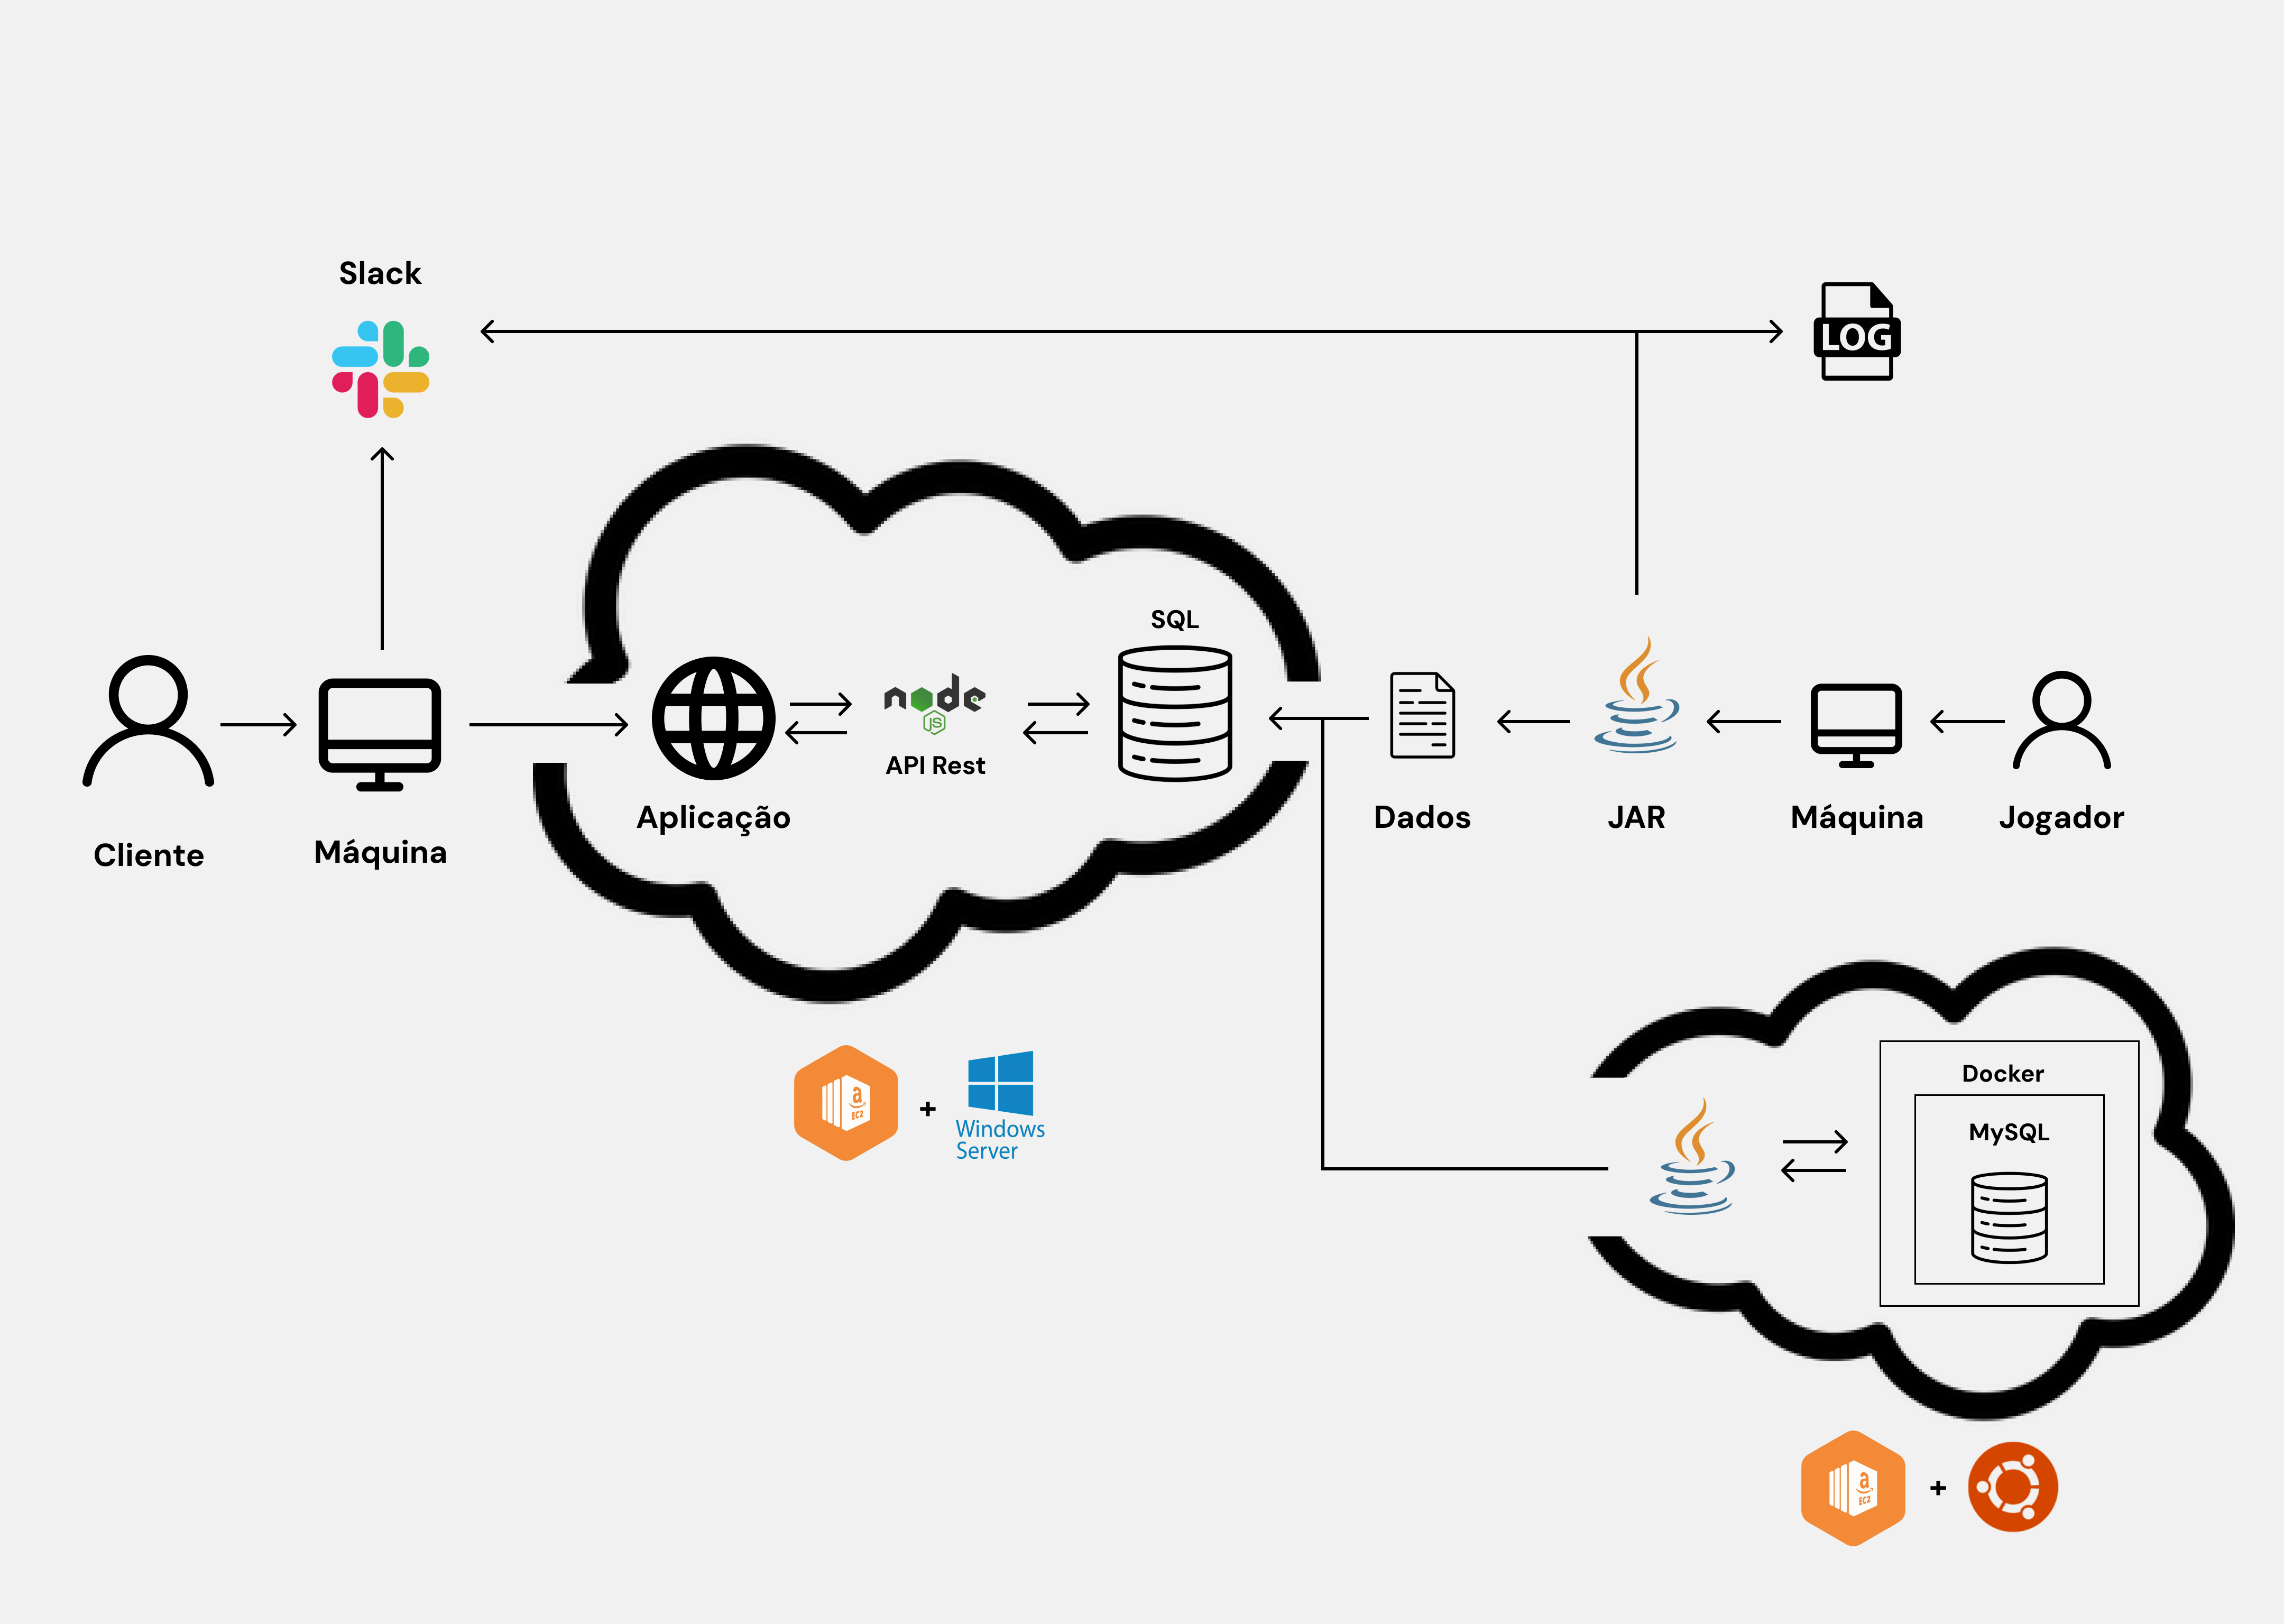 Slack
LOG
SQL
node
JS
API Rest
Aplicação
Cliente
Máquina
Dados
JAR
Máquina
Jogador
a
EC2
+
Windows
Server
Docker
MySQL
a
EC2
+